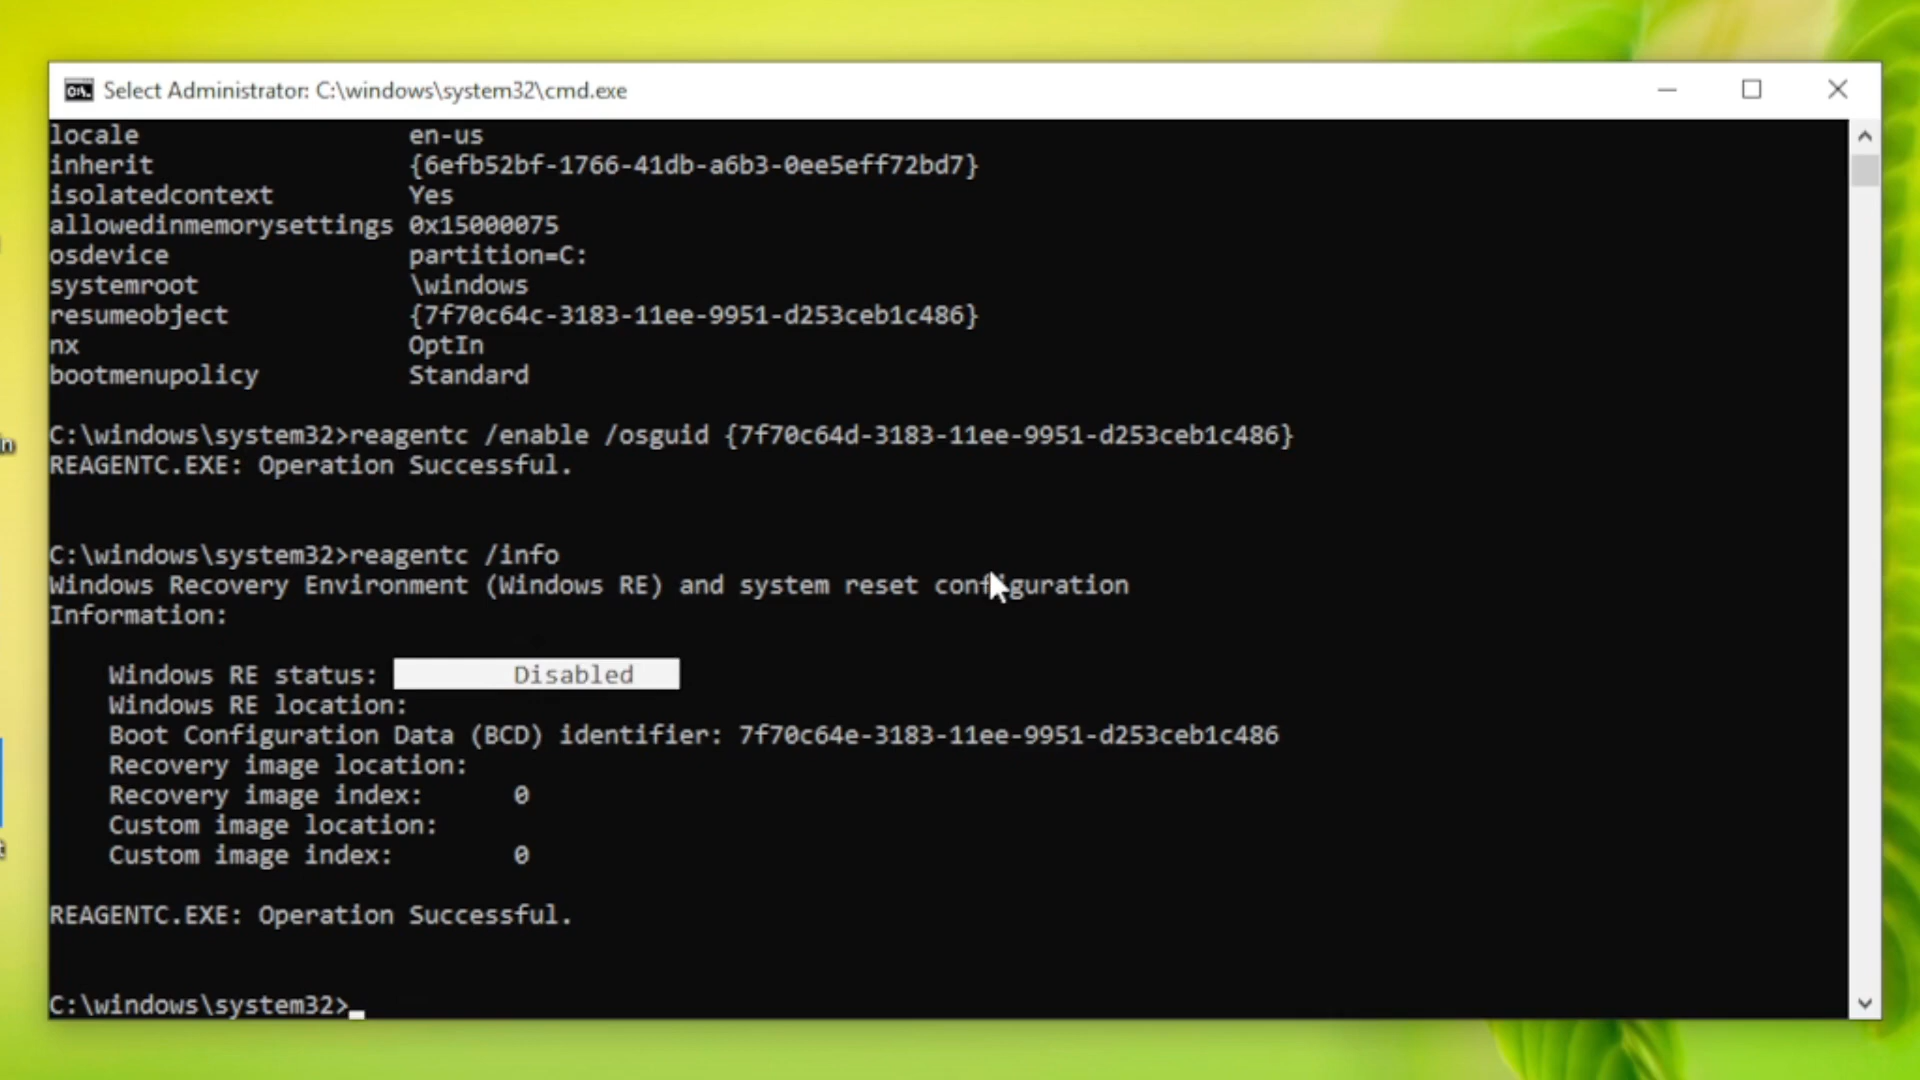 Select Administrator: C:\windows\system32\cmd.exe
locale                  en-us
inherit                 {6efb52bf-1766-41db-a6b3-0ee5eff72bd7}
isolatedcontext         Yes
allowedinmemorysettings 0x15000075
osdevice                partition=C:
systemroot              \windows
resumeobject            {7f70c64c-3183-11ee-9951-d253ceb1c486}
nx                      OptIn
bootmenupolicy          Standard
C:\windows\system32>reagentc /enable /osguid {7f70c64d-3183-11ee-9951-d253ceb1c486}
REAGENTC.EXE: Operation Successful.
C:\windows\system32>reagentc /info
Windows Recovery Environment (Windows RE) and system reset configuration
Information:
    Windows RE status:         Disabled
    Windows RE location:
    Boot Configuration Data (BCD) identifier: 7f70c64e-3183-11ee-9951-d253ceb1c486
    Recovery image location:
    Recovery image index:      0
    Custom image location:
    Custom image index:        0
REAGENTC.EXE: Operation Successful.
C:\windows\system32>